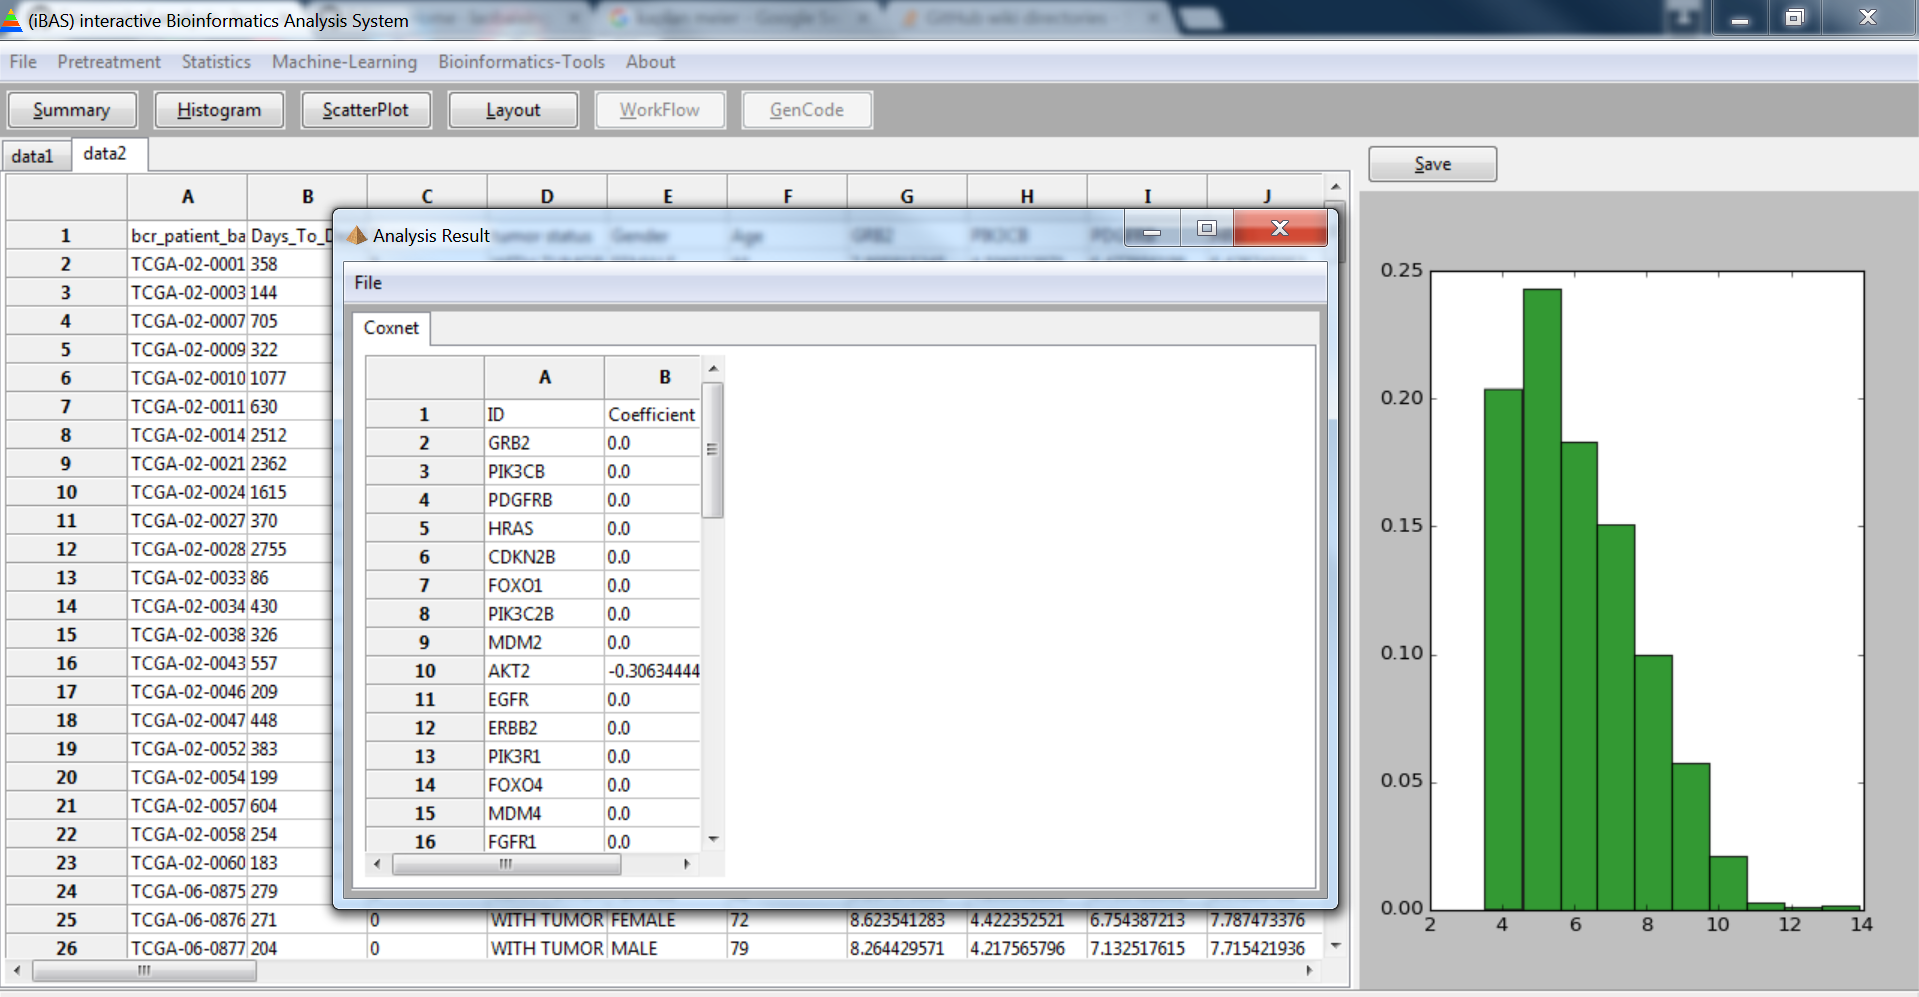 (iBAS) interactive Bioinformatics Analysis System
File Pretreatment Statistics Machine-Learning Bioinformatics-Tools About
Summary Histogram ScatterPlot Layout WorkFlow GenCode
data1 data2
Save
A B C D E F G H I J
1 bcr_patient_ba Days_To_D
2 TCGA-02-0001 358
3 TCGA-02-0003 144
4 TCGA-02-0007 705
5 TCGA-02-0009 322
6 TCGA-02-0010 1077
7 TCGA-02-0011 630
8 TCGA-02-0014 2512
9 TCGA-02-0021 2362
10 TCGA-02-0024 1615
11 TCGA-02-0027 370
12 TCGA-02-0028 2755
13 TCGA-02-0033 86
14 TCGA-02-0034 430
15 TCGA-02-0038 326
16 TCGA-02-0043 557
17 TCGA-02-0046 209
18 TCGA-02-0047 448
19 TCGA-02-0052 383
20 TCGA-02-0054 199
21 TCGA-02-0057 604
22 TCGA-02-0058 254
23 TCGA-02-0060 183
24 TCGA-06-0875 279
25 TCGA-06-0876 271 0 WITH TUMOR FEMALE 72 8.623541283 4.422352521 6.754387213 7.787473376
26 TCGA-06-0877 204 0 WITH TUMOR MALE 79 8.264429571 4.217565796 7.132517615 7.715421936
Analysis Result
tumor status Gender Age GRB2 PIK3CB
File
Coxnet
A B
1 ID Coefficient
2 GRB2 0.0
3 PIK3CB 0.0
4 PDGFRB 0.0
5 HRAS 0.0
6 CDKN2B 0.0
7 FOXO1 0.0
8 PIK3C2B 0.0
9 MDM2 0.0
10 AKT2 -0.30634444
11 EGFR 0.0
12 ERBB2 0.0
13 PIK3R1 0.0
14 FOXO4 0.0
15 MDM4 0.0
16 FGFR1 0.0
0.25
0.20
0.15
0.10
0.05
0.00
2 4 6 8 10 12 14